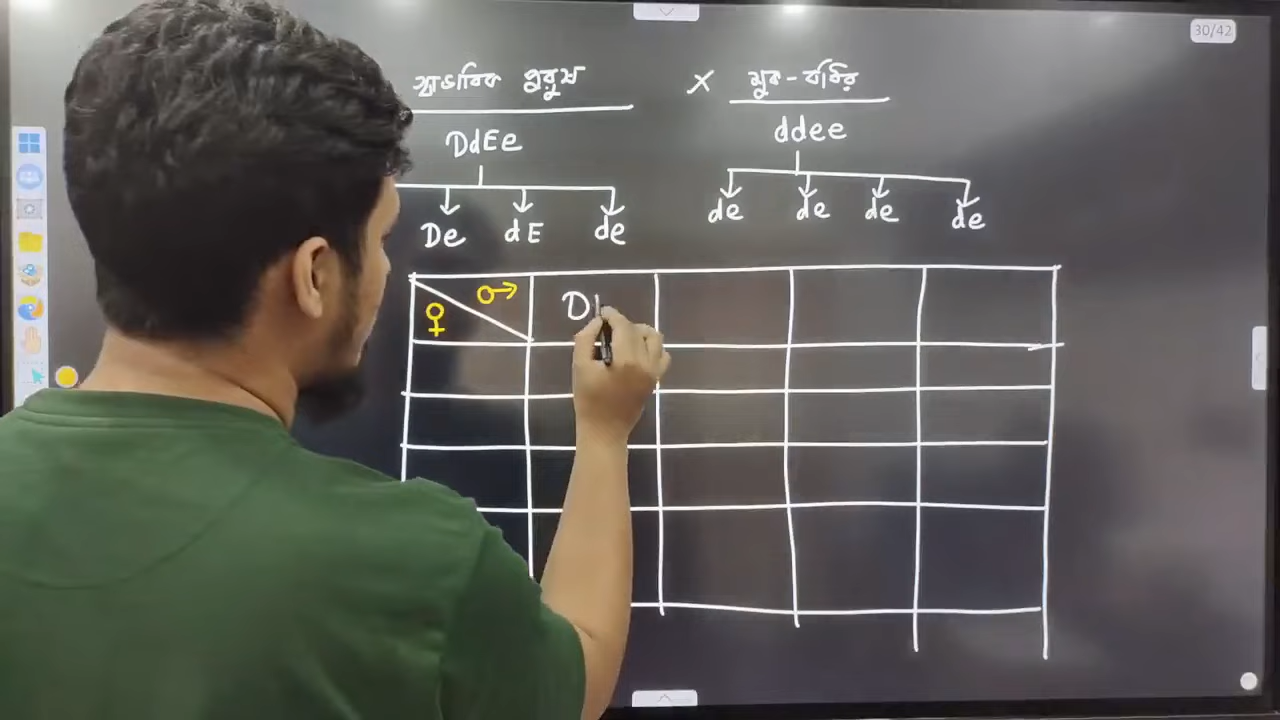 30/42
স্বাভাবিক পুরুষ × মুক-বধির
DdEe ddee
De dE de de de de de
♀ ♂ D